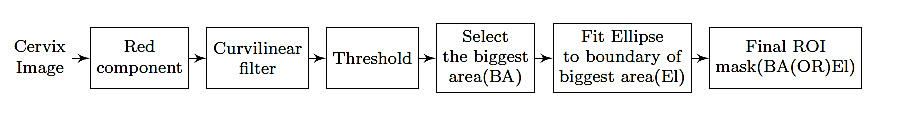 Cervix
Image
Red
component
Curvilinear
filter
Threshold
Select
the biggest
area(BA)
Fit Ellipse
to boundary of
biggest area(El)
Final ROI
mask(BA(OR)El)